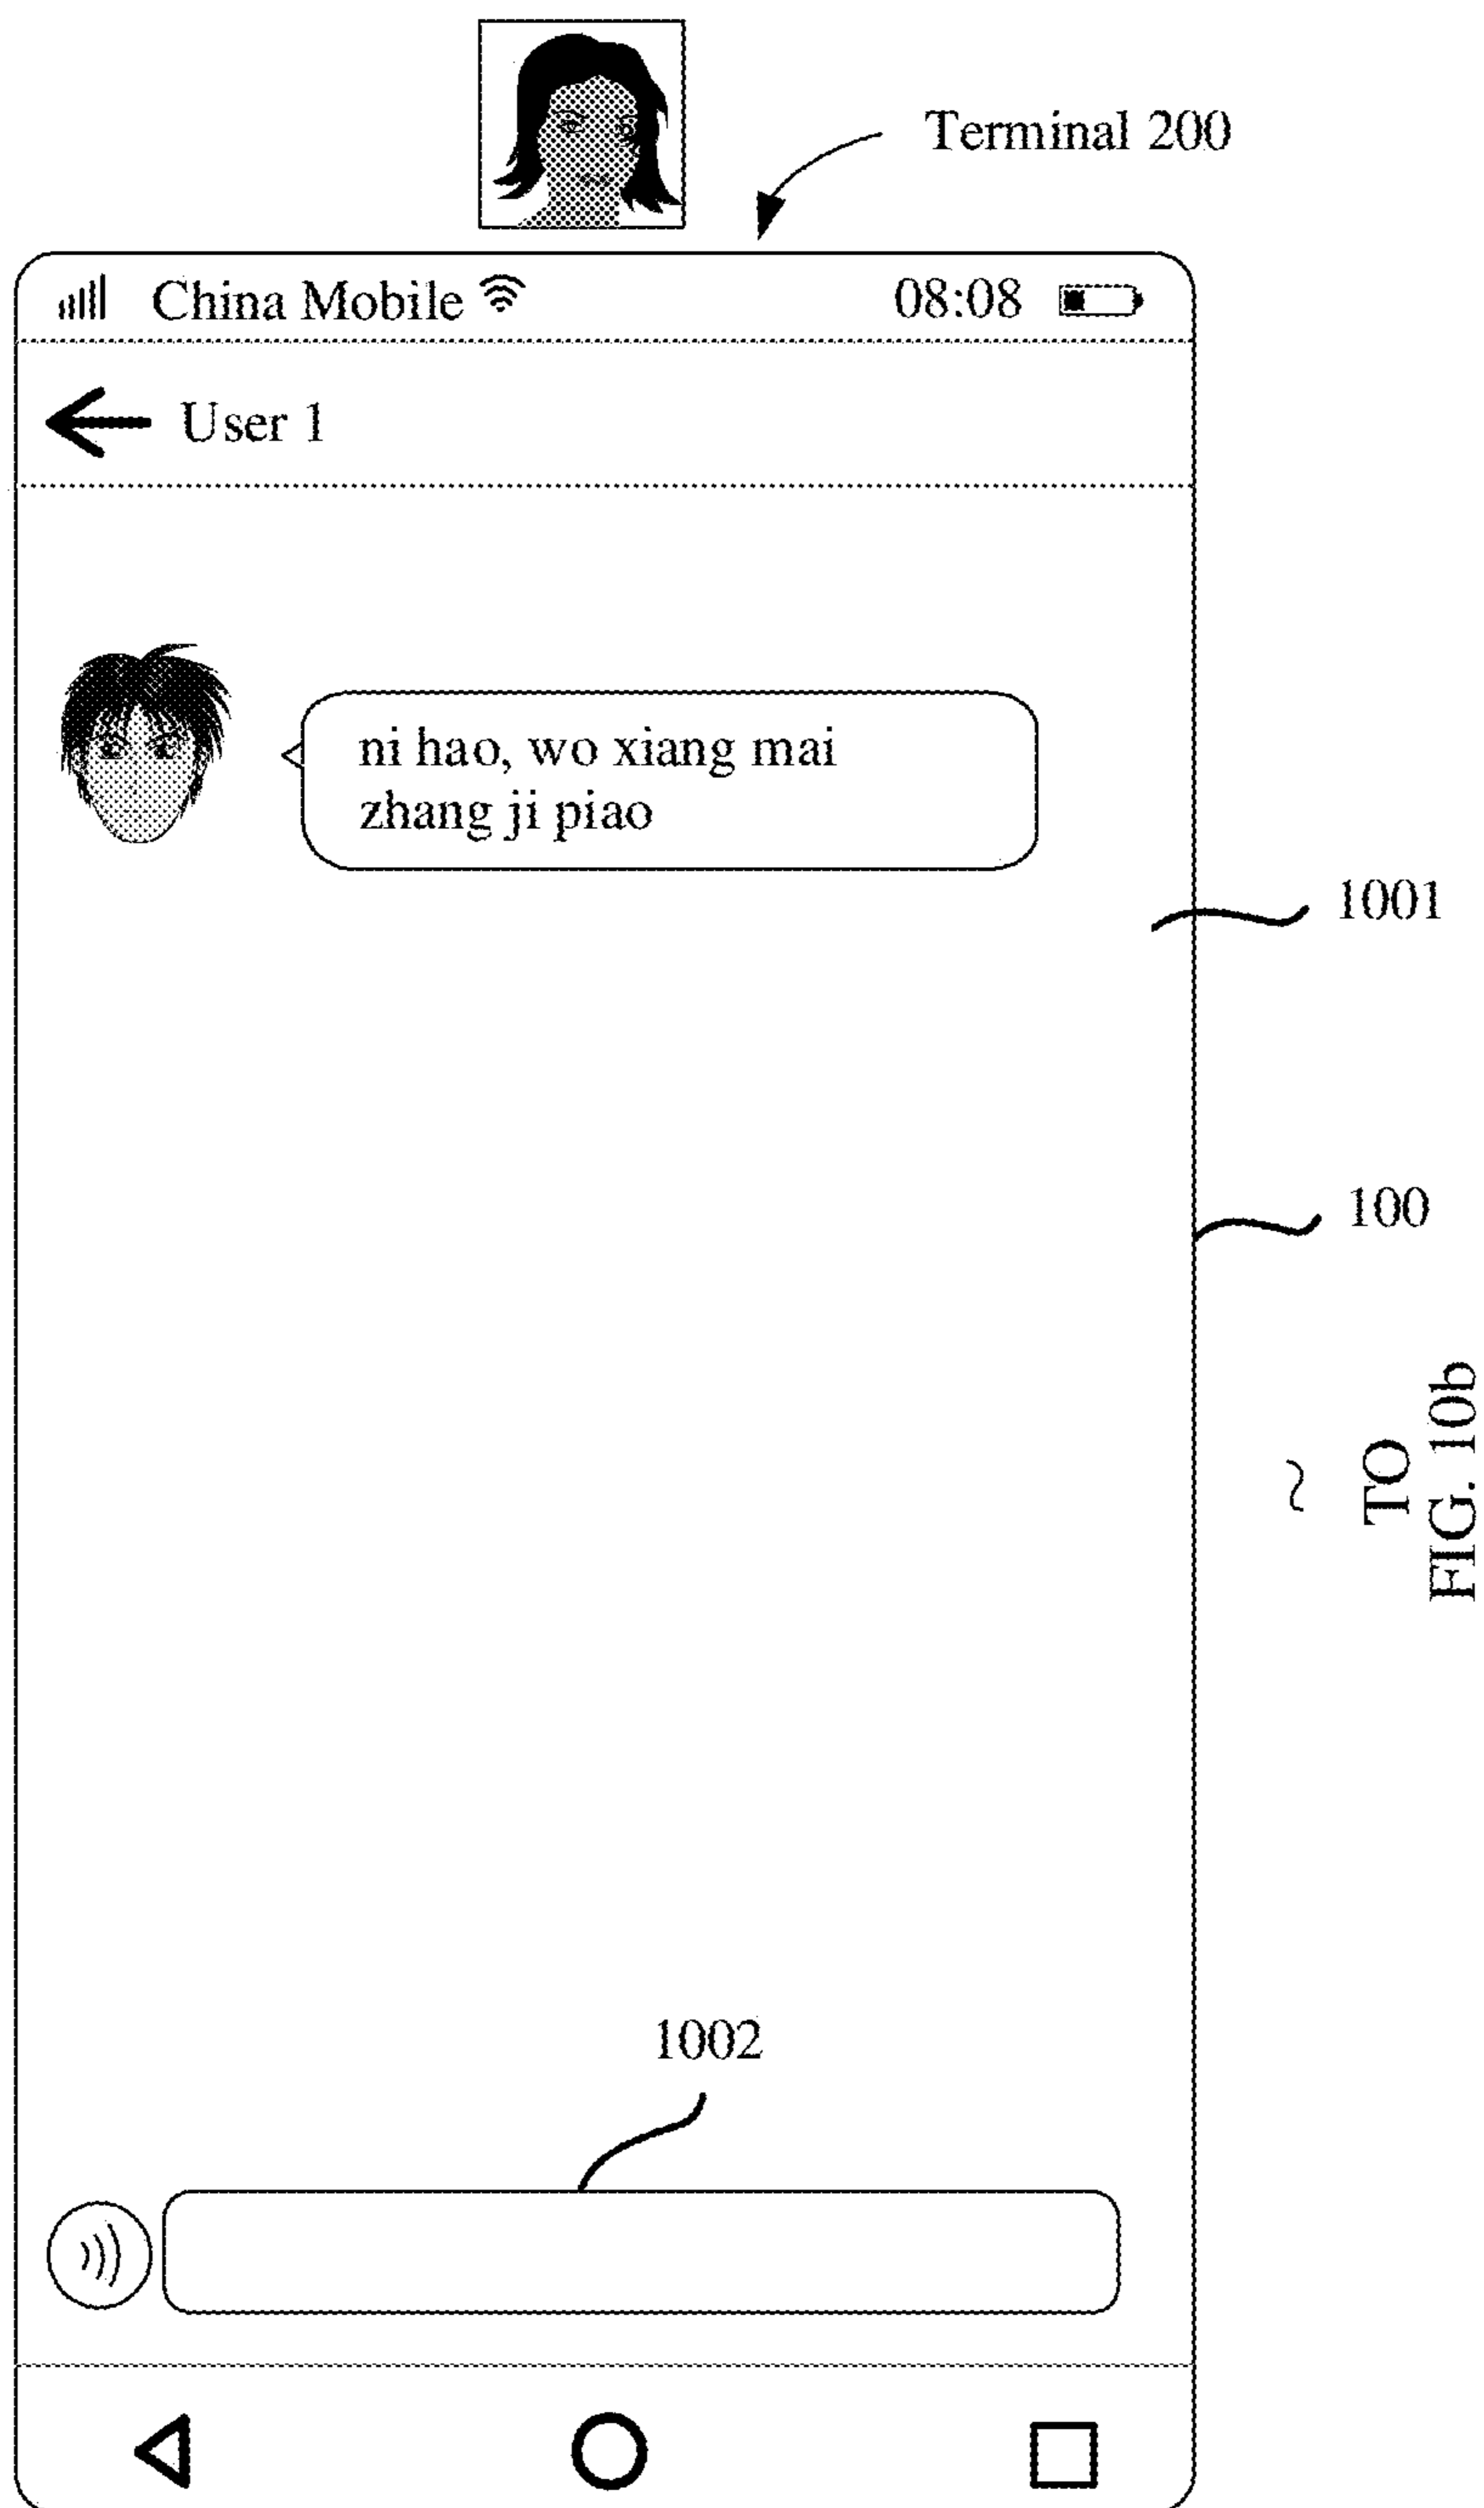 Terminal 200
China Mobile 08:08
User 1
ni hao, wo xiang mai
zhang ji piao
1001
100
TO
FIG. 10b
1002